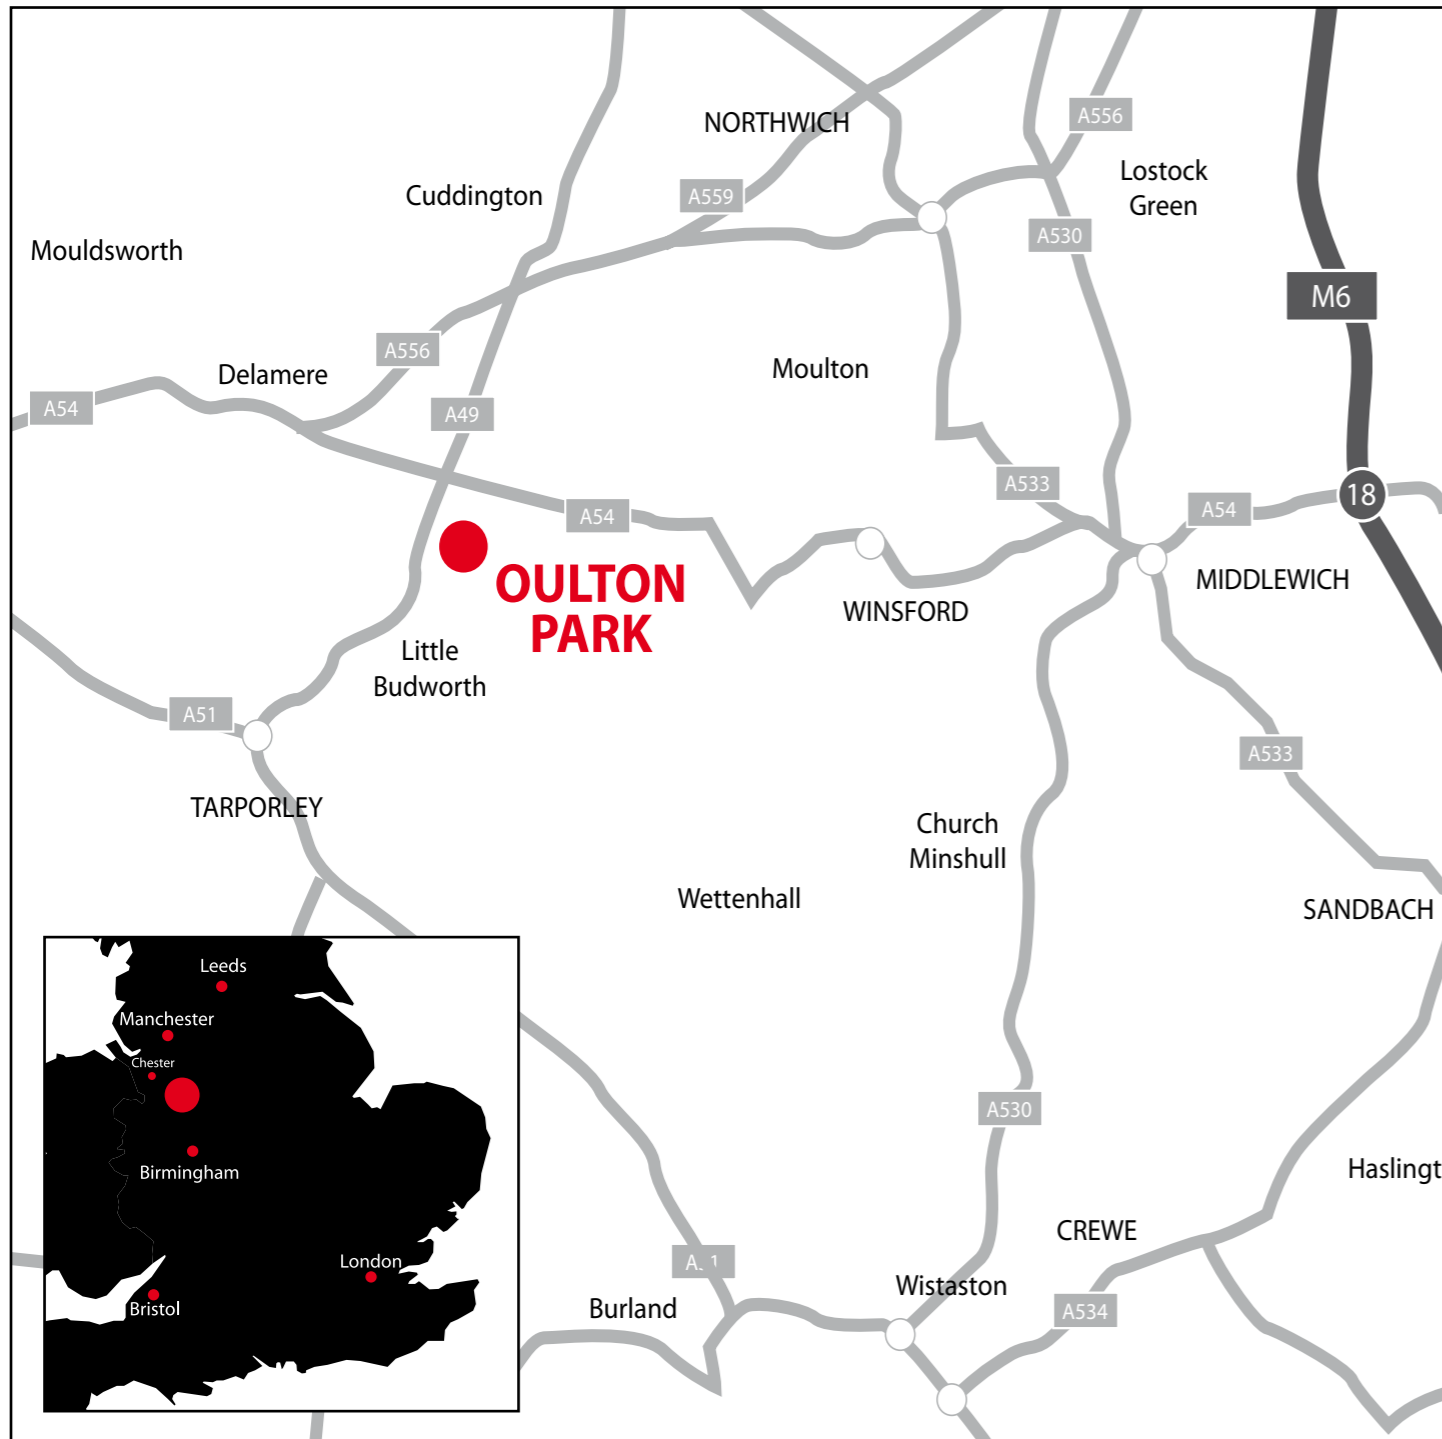 NORTHWICH
A556
Lostock
Green
Cuddington
A559
A530
Mouldsworth
M6
A556
Delamere
Moulton
A54
A49
A533
18
A54
A54
OULTON
PARK
MIDDLEWICH
WINSFORD
Little
Budworth
A51
A533
TARPORLEY
Church
Minshull
Wettenhall
SANDBACH
Leeds
Manchester
Chester
A530
Birmingham
Haslingt
CREWE
London
Wistaston
Bristol
Burland
A534